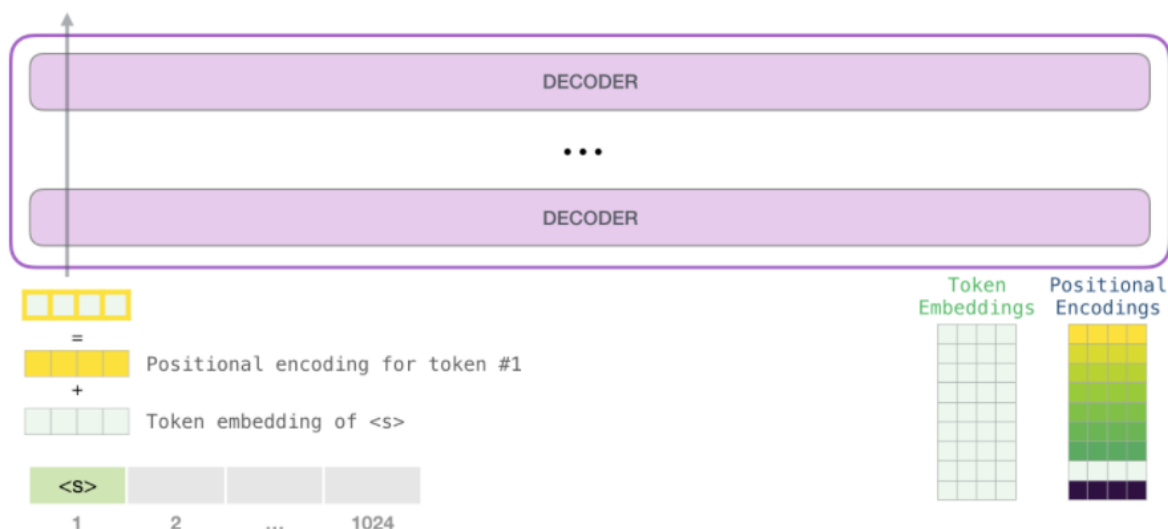 DECODER
...
DECODER
Token Embeddings
Positional Encodings
=
Positional encoding for token #1
+
Token embedding of <s>
<s>
1 2 ... 1024